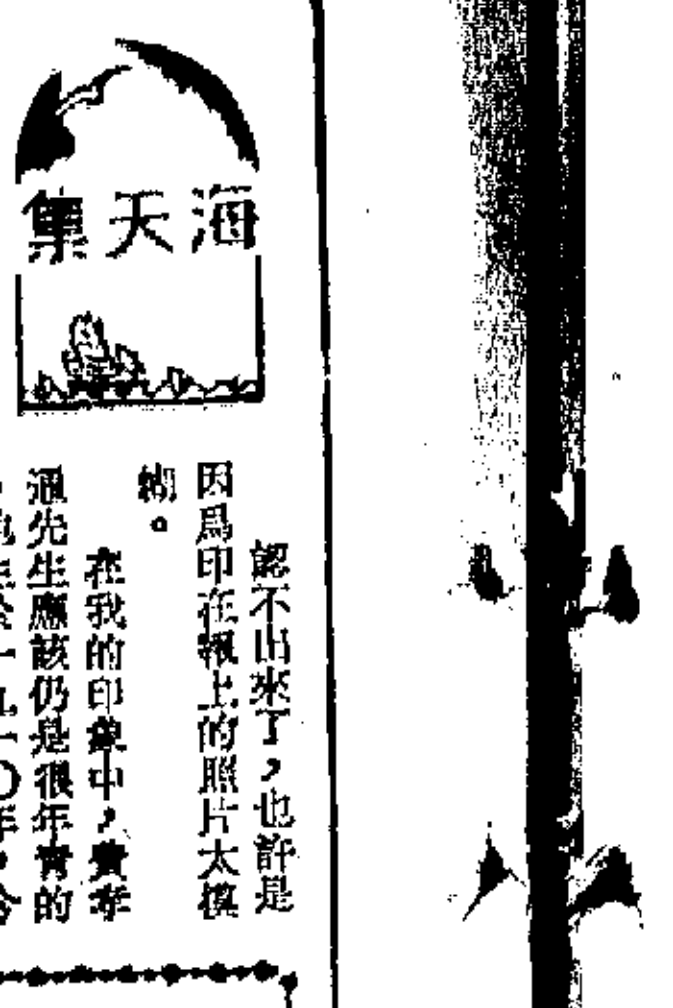 海天集
認不出來了，也許是
因爲印在報上的照片太模
糊。
在我的印象中，費孝
通先生應該仍是很年青的